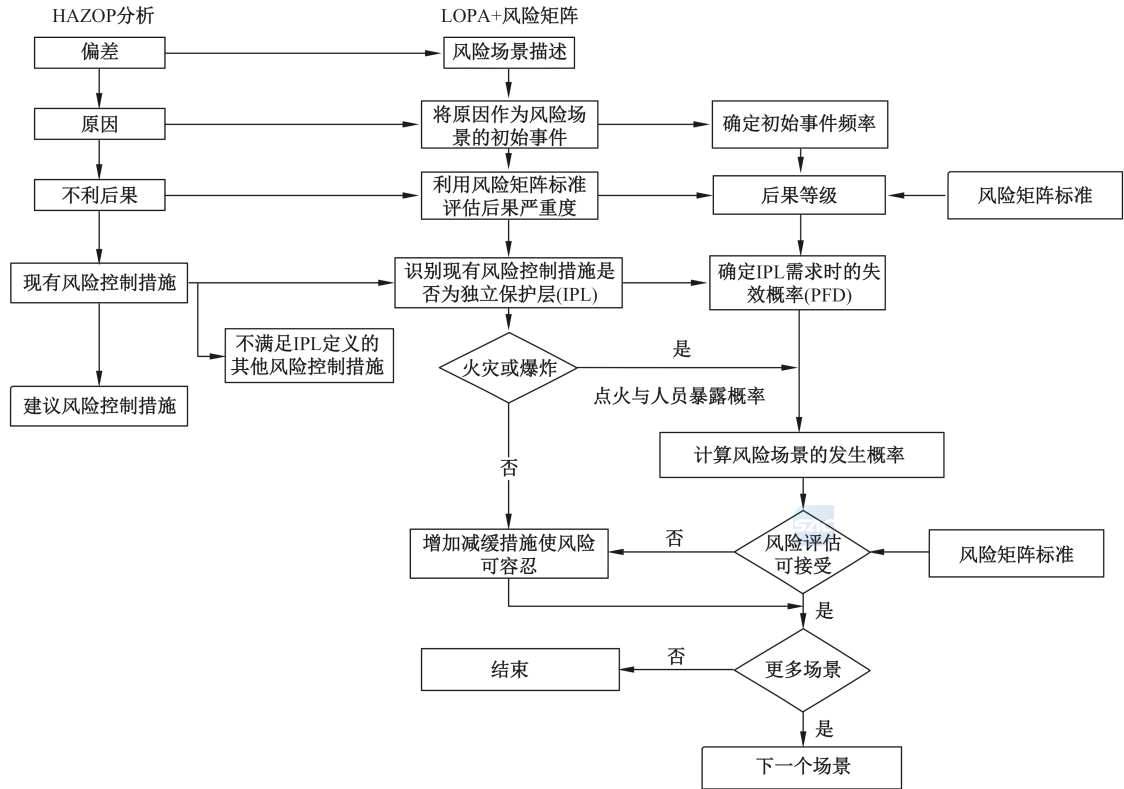 HAZOP分析
LOPA+风险矩阵
偏差
风险场景描述
原因
将原因作为风险场
景的初始事件
确定初始事件频率
不利后果
利用风险矩阵标准
评估后果严重度
后果等级
风险矩阵标准
现有风险控制措施
识别现有风险控制措施是
否为独立保护层(IPL)
确定IPL需求时的失
效概率(PFD)
不满足IPL定义的
其他风险控制措施
火灾或爆炸
是
点火与人员暴露概率
建议风险控制措施
计算风险场景的发生概率
否
增加减缓措施使风险
可容忍
否
风险评估
可接受
风险矩阵标准
是
结束
否
更多场景
是
下一个场景